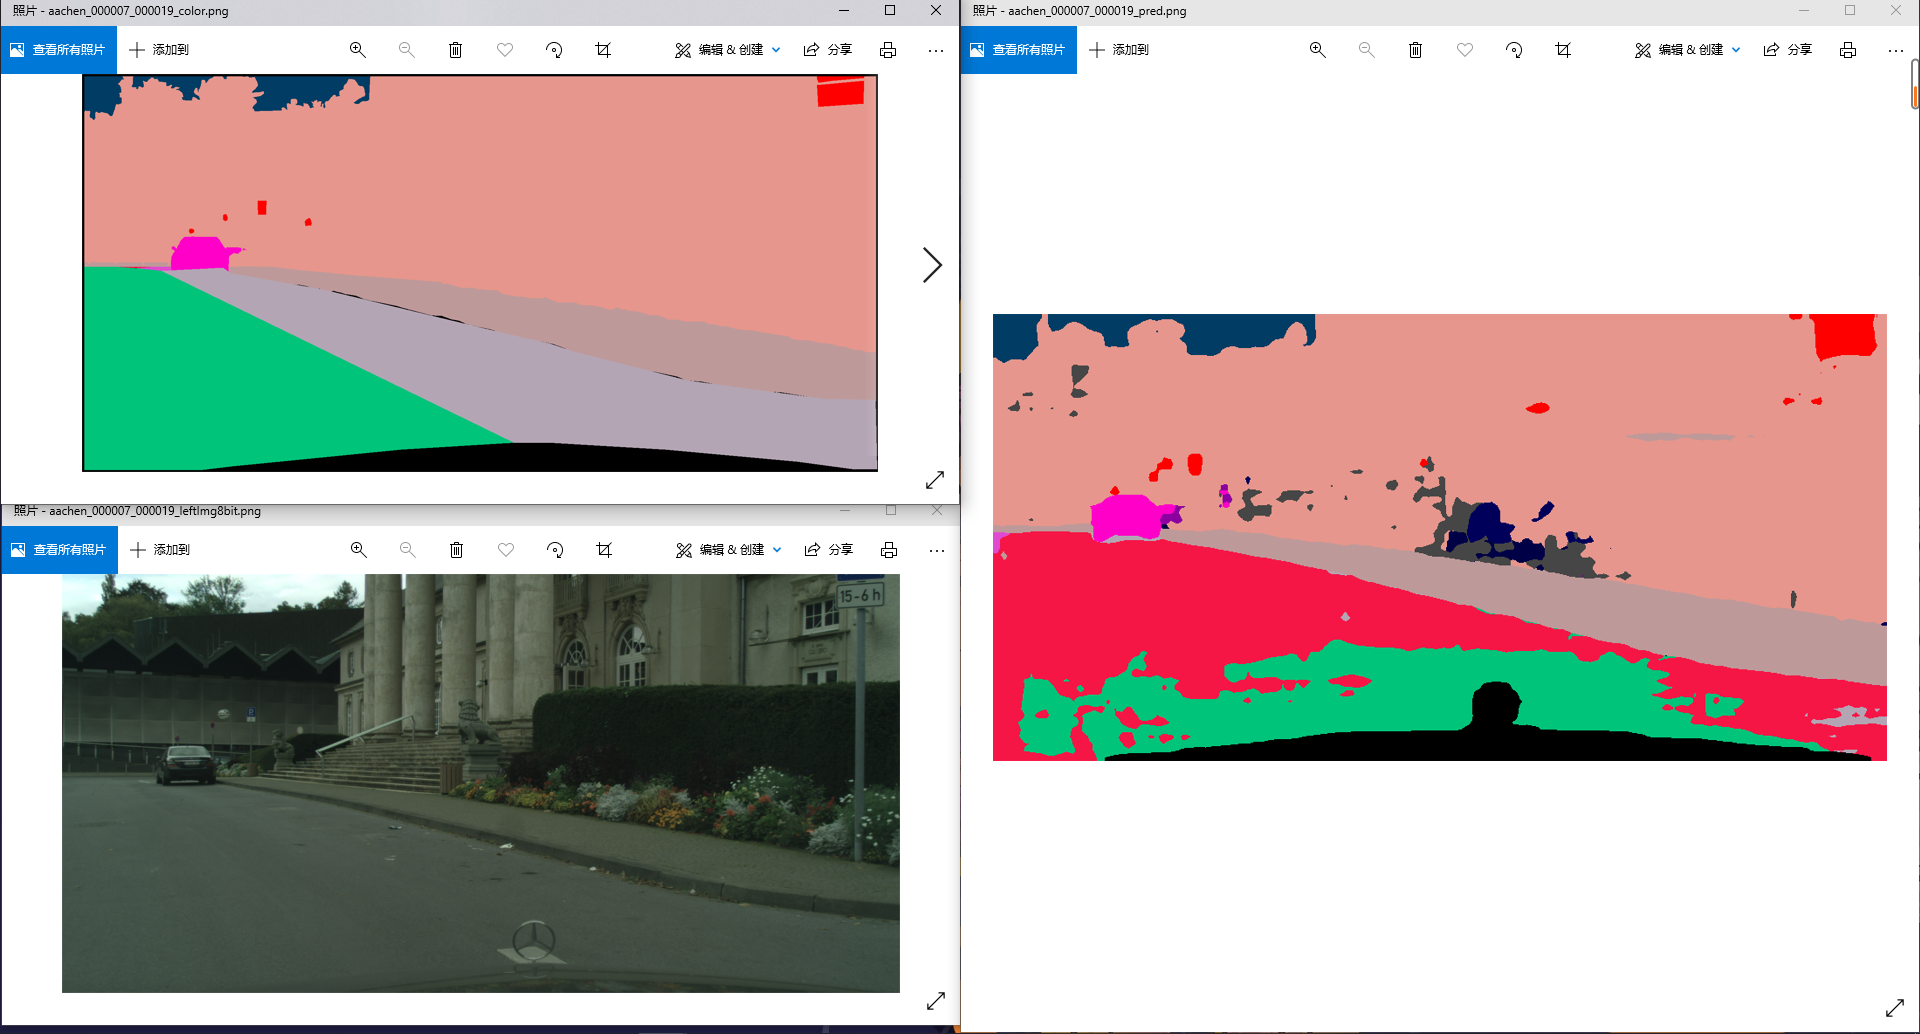 照片 - aachen_000007_000019_color.png
查看所有照片
添加到
编辑 & 创建
分享
照片 - aachen_000007_000019_leftImg8bit.png
查看所有照片
添加到
编辑 & 创建
分享
15-6 h
照片 - aachen_000007_000019_pred.png
查看所有照片
添加到
编辑 & 创建
分享